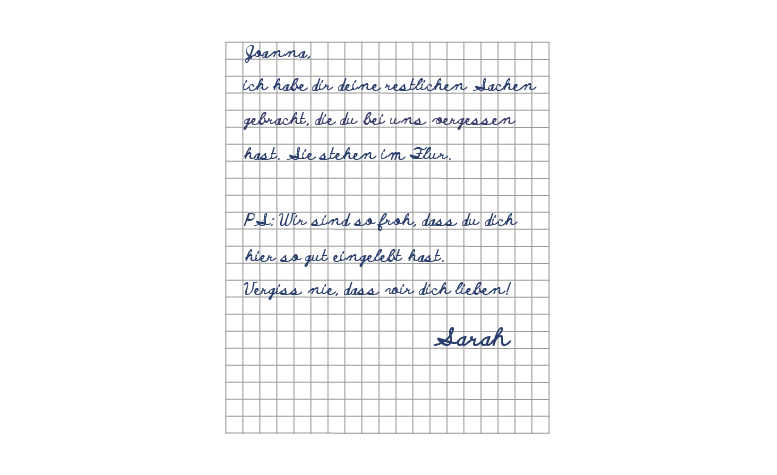 Joanna,
ich habe dir deine restlichen Sachen
gebracht, die du bei uns vergessen
hast. Sie stehen im Flur.
PS: Wir sind so froh, dass du dich
hier so gut eingelebt hast.
Vergiss nie, dass wir dich lieben!
Sarah